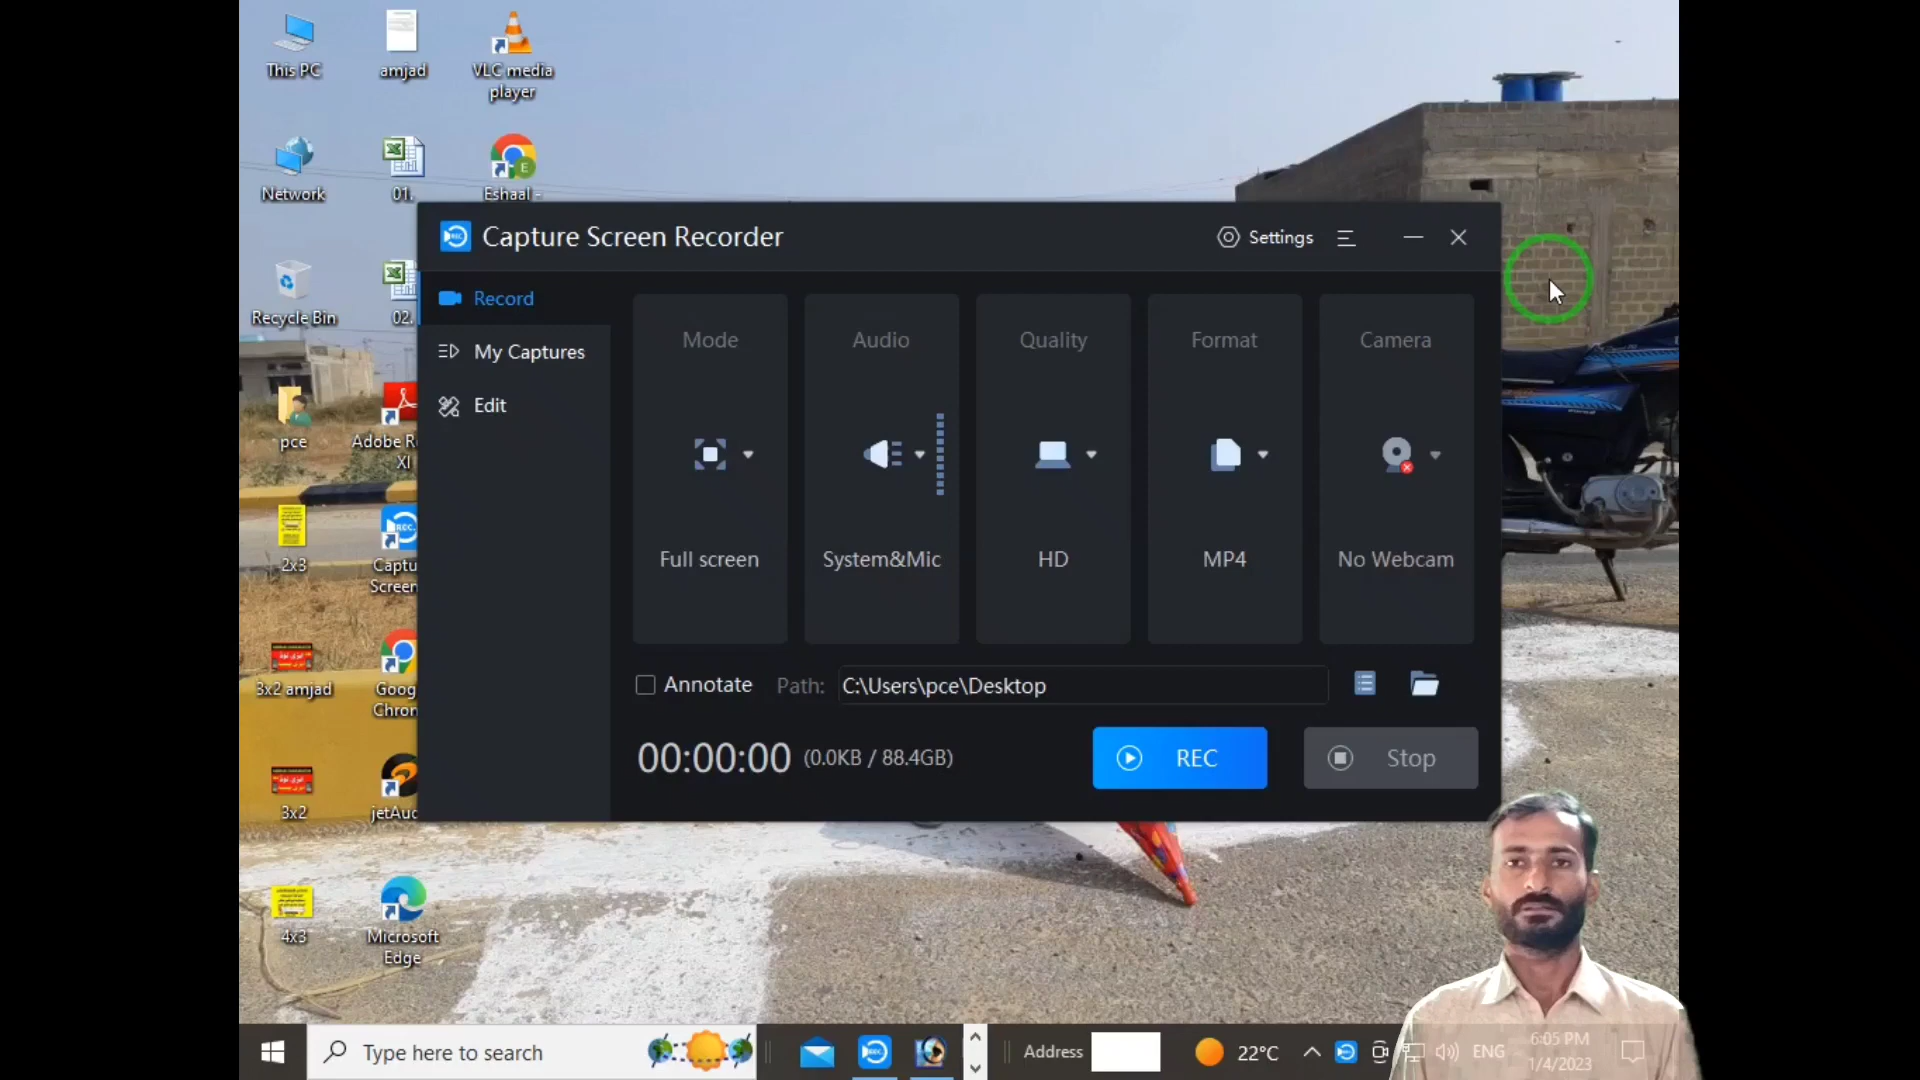 This PC
amjad
VLC media
player
Network
01.
Eshaal -
Recycle Bin
02.
pce
Adobe R
XI
2x3
Captu
Screen
3x2 amjad
Goog
Chron
3x2
jetAud
4x3
Microsoft
Edge
REC
Capture Screen Recorder
Settings
Record
My Captures
Edit
Mode
Audio
Quality
Format
Camera
Full screen
System&Mic
HD
MP4
No Webcam
Annotate
Path:
C:\Users\pce\Desktop
00:00:00 (0.0KB / 88.4GB)
REC
Stop
Type here to search
Address
22°C
ENG
6:05 PM
1/4/2023